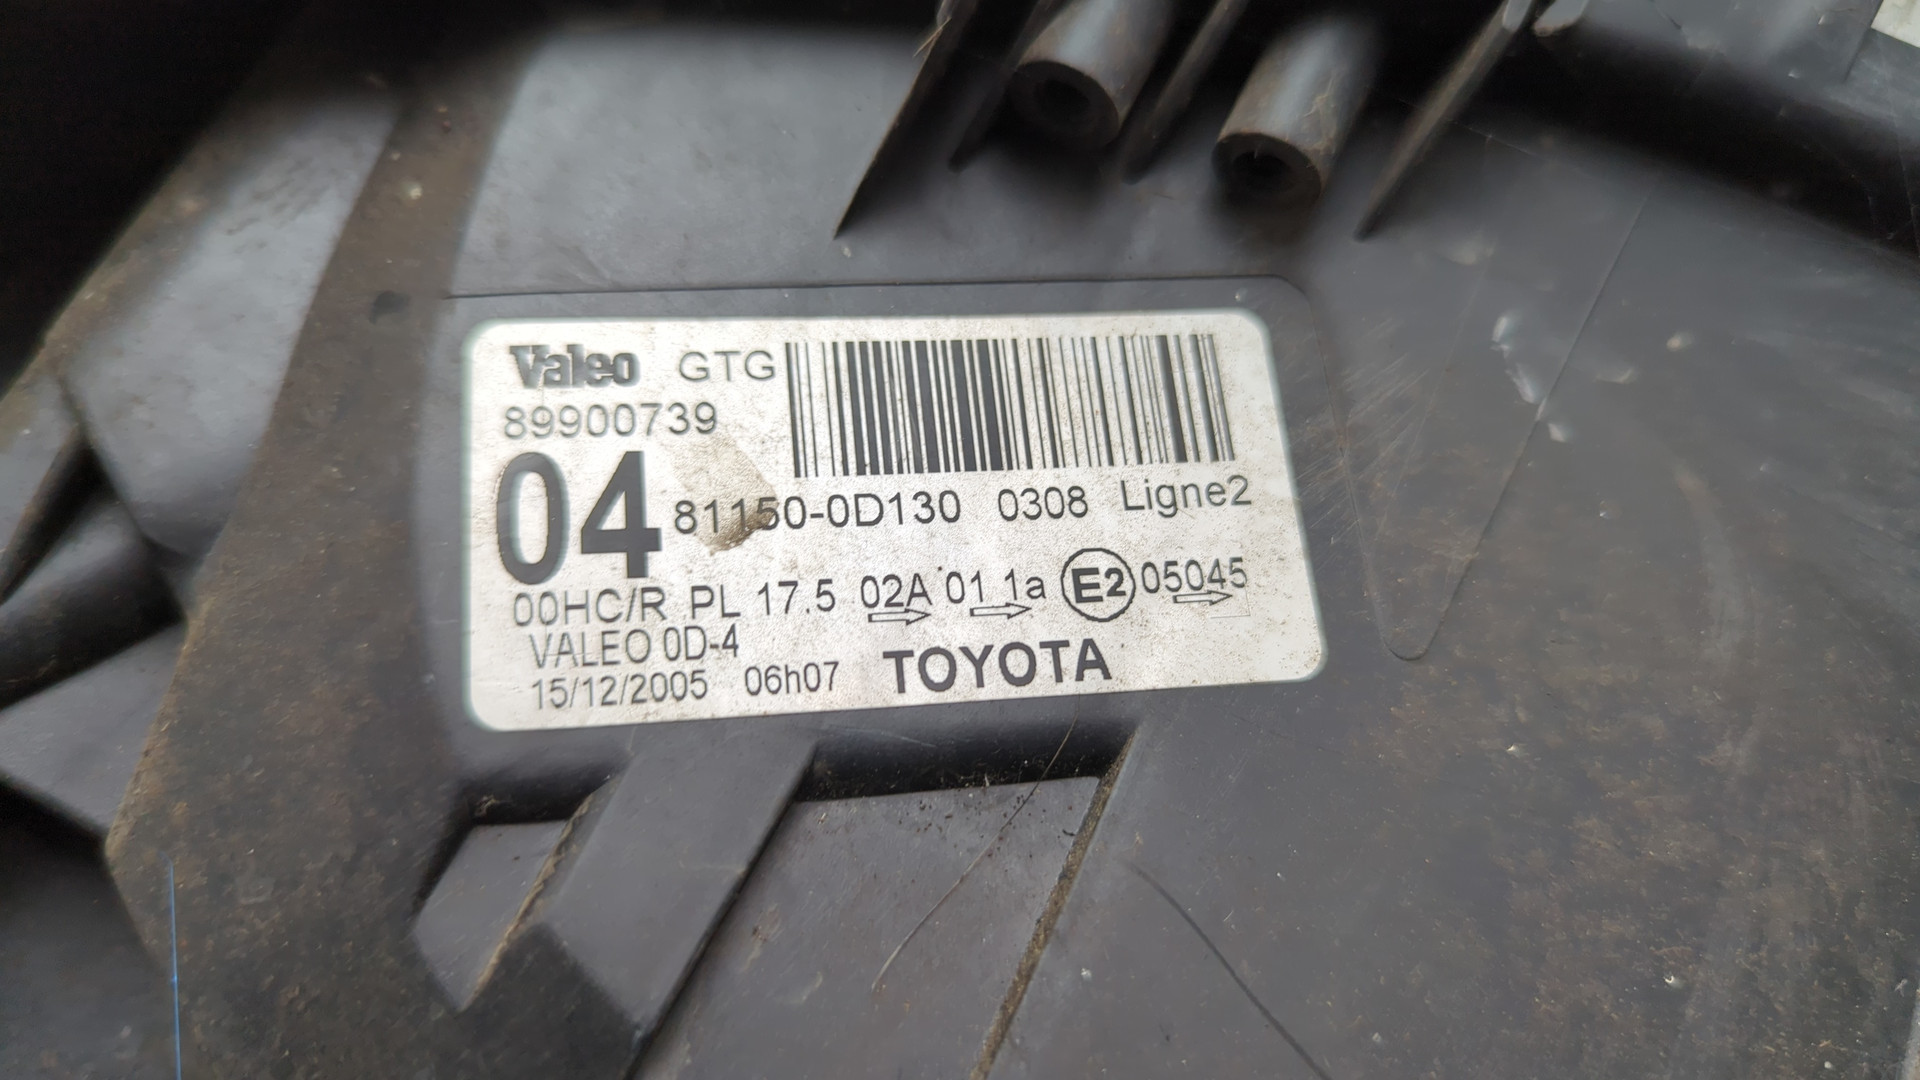 Valeo GTG
89900739
04 81150-0D130 0308 Ligne2
00HC/R PL 17.5 02A 01 1a E2 05045
VALEO 0D-4
15/12/2005 06h07 TOYOTA